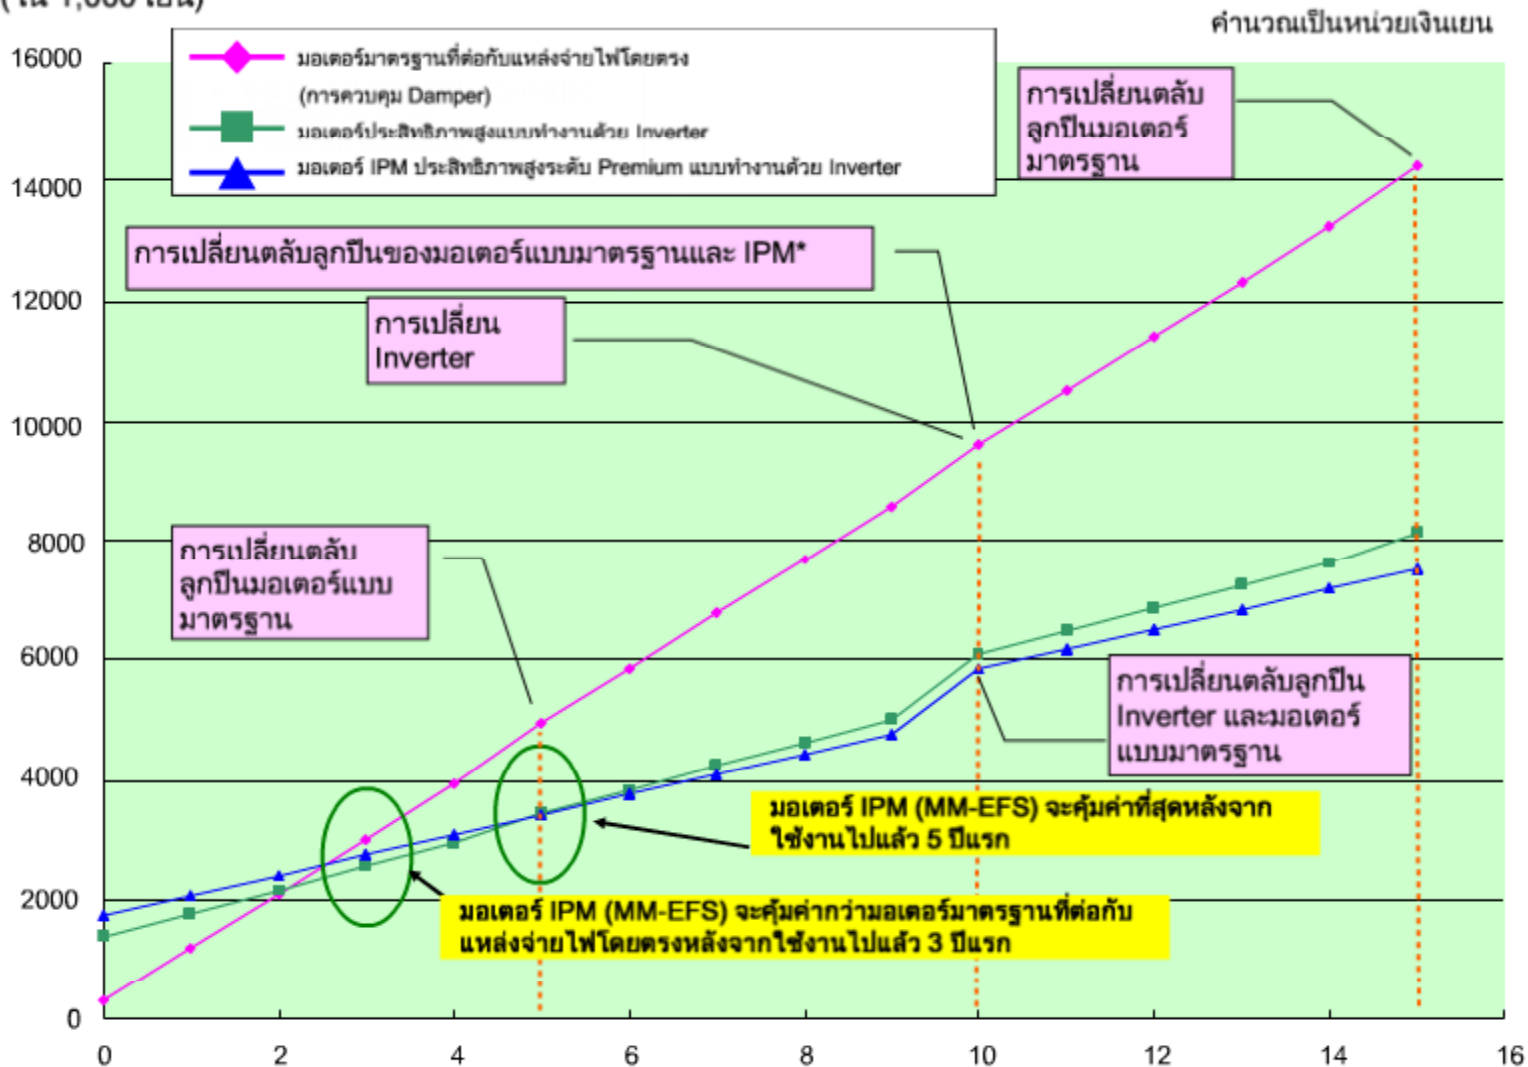 (ใน 1,000 เยน)
คำนวณเป็นหน่วยเงินเยน
มอเตอร์มาตรฐานที่ต่อกับแหล่งจ่ายไฟโดยตรง
(การควบคุม Damper)
มอเตอร์ประสิทธิภาพสูงแบบทำงานด้วย Inverter
มอเตอร์ IPM ประสิทธิภาพสูงระดับ Premium แบบทำงานด้วย Inverter
การเปลี่ยนตลับ
ลูกปืนมอเตอร์
มาตรฐาน
การเปลี่ยนตลับลูกปืนของมอเตอร์แบบมาตรฐานและ IPM*
การเปลี่ยน
Inverter
การเปลี่ยนตลับ
ลูกปืนมอเตอร์แบบ
มาตรฐาน
การเปลี่ยนตลับลูกปืน
Inverter และมอเตอร์
แบบมาตรฐาน
มอเตอร์ IPM (MM-EFS) จะคุ้มค่าที่สุดหลังจาก
ใช้งานไปแล้ว 5 ปีแรก
มอเตอร์ IPM (MM-EFS) จะคุ้มค่ากว่ามอเตอร์มาตรฐานที่ต่อกับ
แหล่งจ่ายไฟโดยตรงหลังจากใช้งานไปแล้ว 3 ปีแรก
16000
14000
12000
10000
8000
6000
4000
2000
0
0 2 4 6 8 10 12 14 16